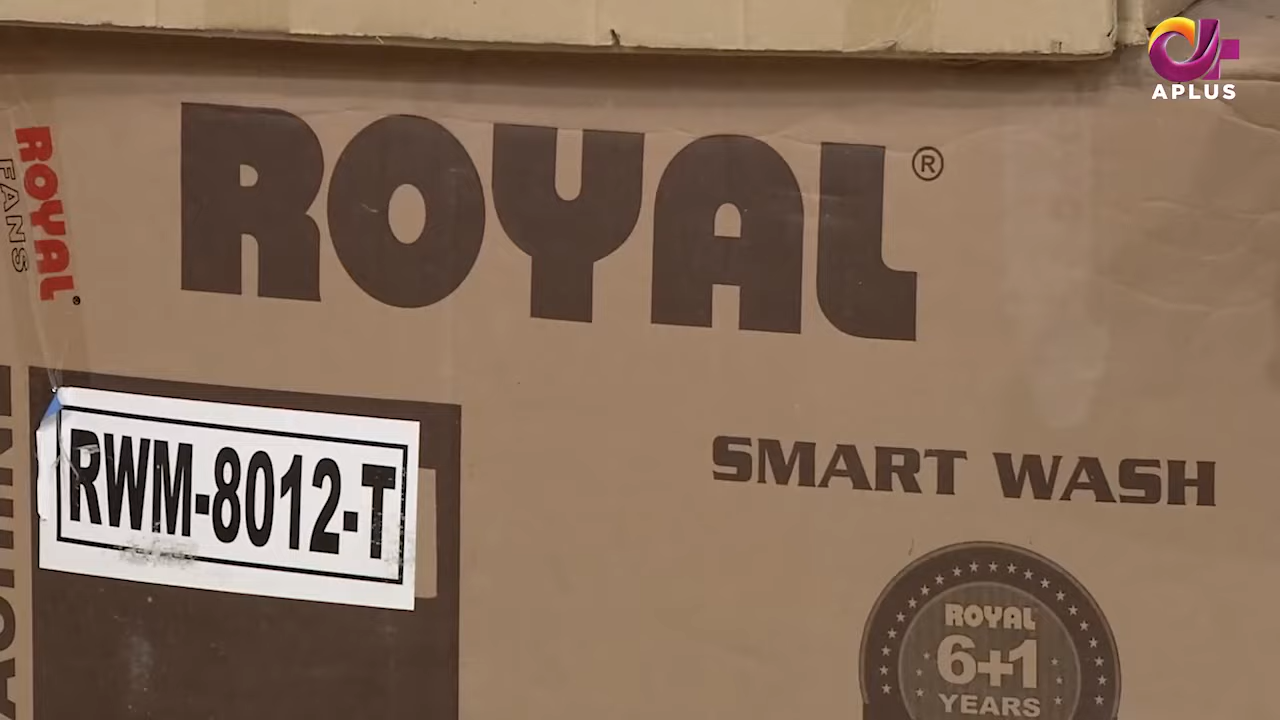 APLUS
ROYAL®
ROYAL®
FANS
RWM-8012-T
SMART WASH
ROYAL
6+1
YEARS